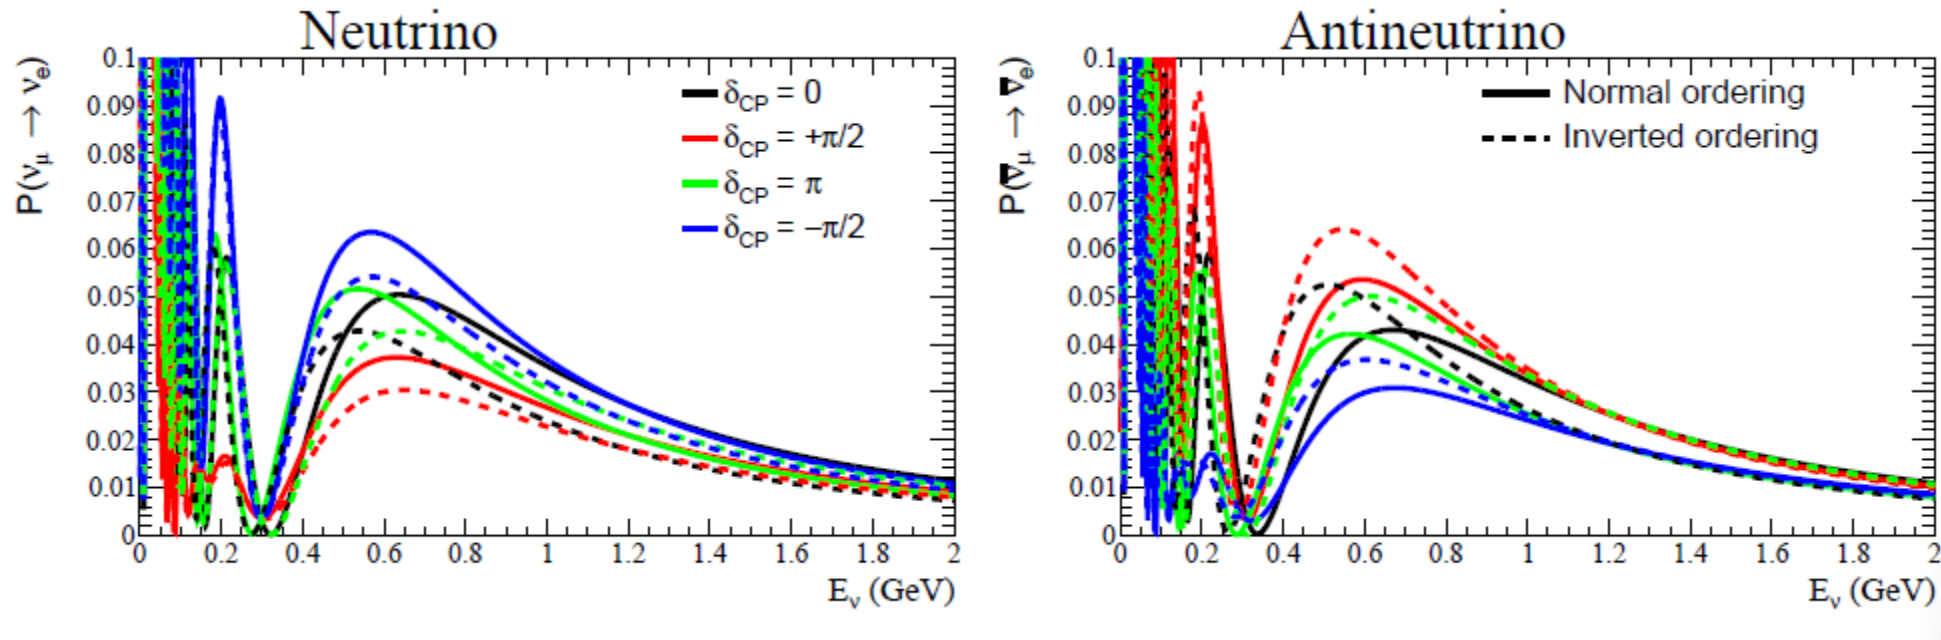 Neutrino
P(νμ → νe)
0.1
0.09
0.08
0.07
0.06
0.05
0.04
0.03
0.02
0.01
0
0 0.2 0.4 0.6 0.8 1 1.2 1.4 1.6 1.8 2
Eν (GeV)
δCP = 0
δCP = +π/2
δCP = π
δCP = −π/2
Antineutrino
P(ν̅μ → ν̅e)
0.1
0.09
0.08
0.07
0.06
0.05
0.04
0.03
0.02
0.01
0
0 0.2 0.4 0.6 0.8 1 1.2 1.4 1.6 1.8 2
Eν (GeV)
Normal ordering
Inverted ordering